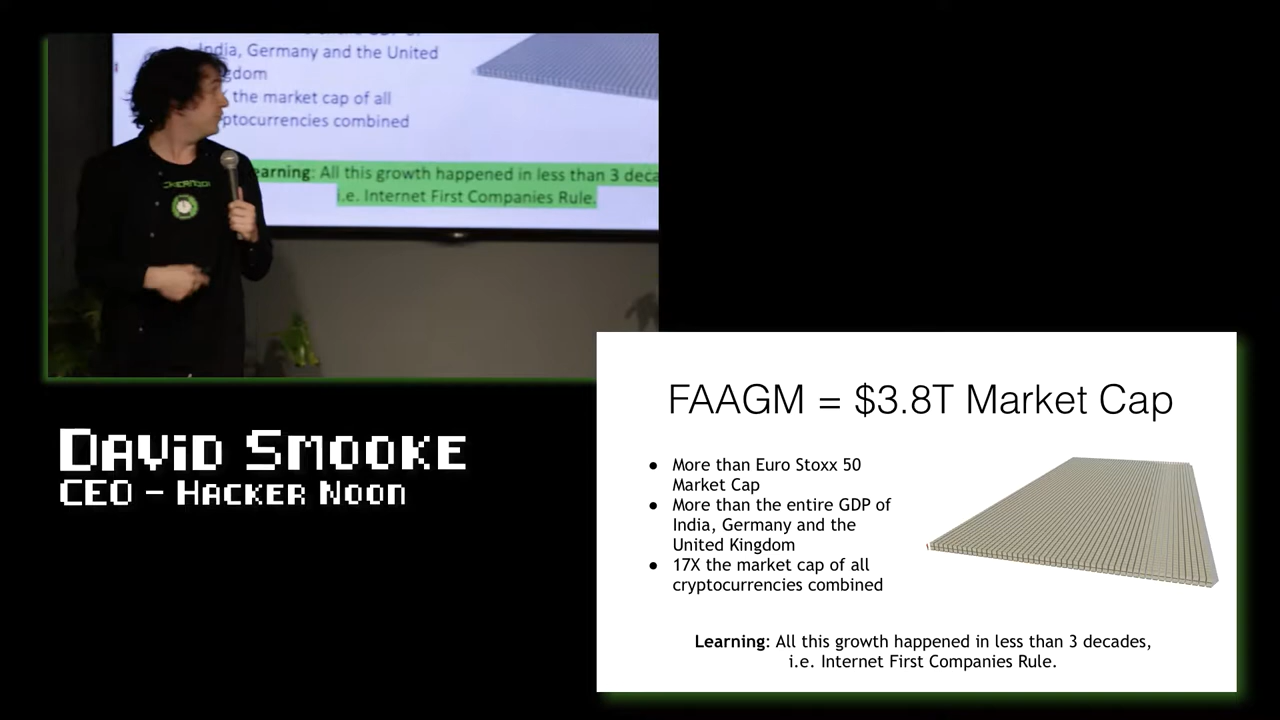 India, Germany and the United
gdom
the market cap of all
ptocurrencies combined
earning: All this growth happened in less than 3 deca
i.e. Internet First Companies Rule.
David Smooke
CEO - Hacker Noon
FAAGM = $3.8T Market Cap
● More than Euro Stoxx 50
Market Cap
● More than the entire GDP of
India, Germany and the
United Kingdom
● 17X the market cap of all
cryptocurrencies combined
Learning: All this growth happened in less than 3 decades,
i.e. Internet First Companies Rule.